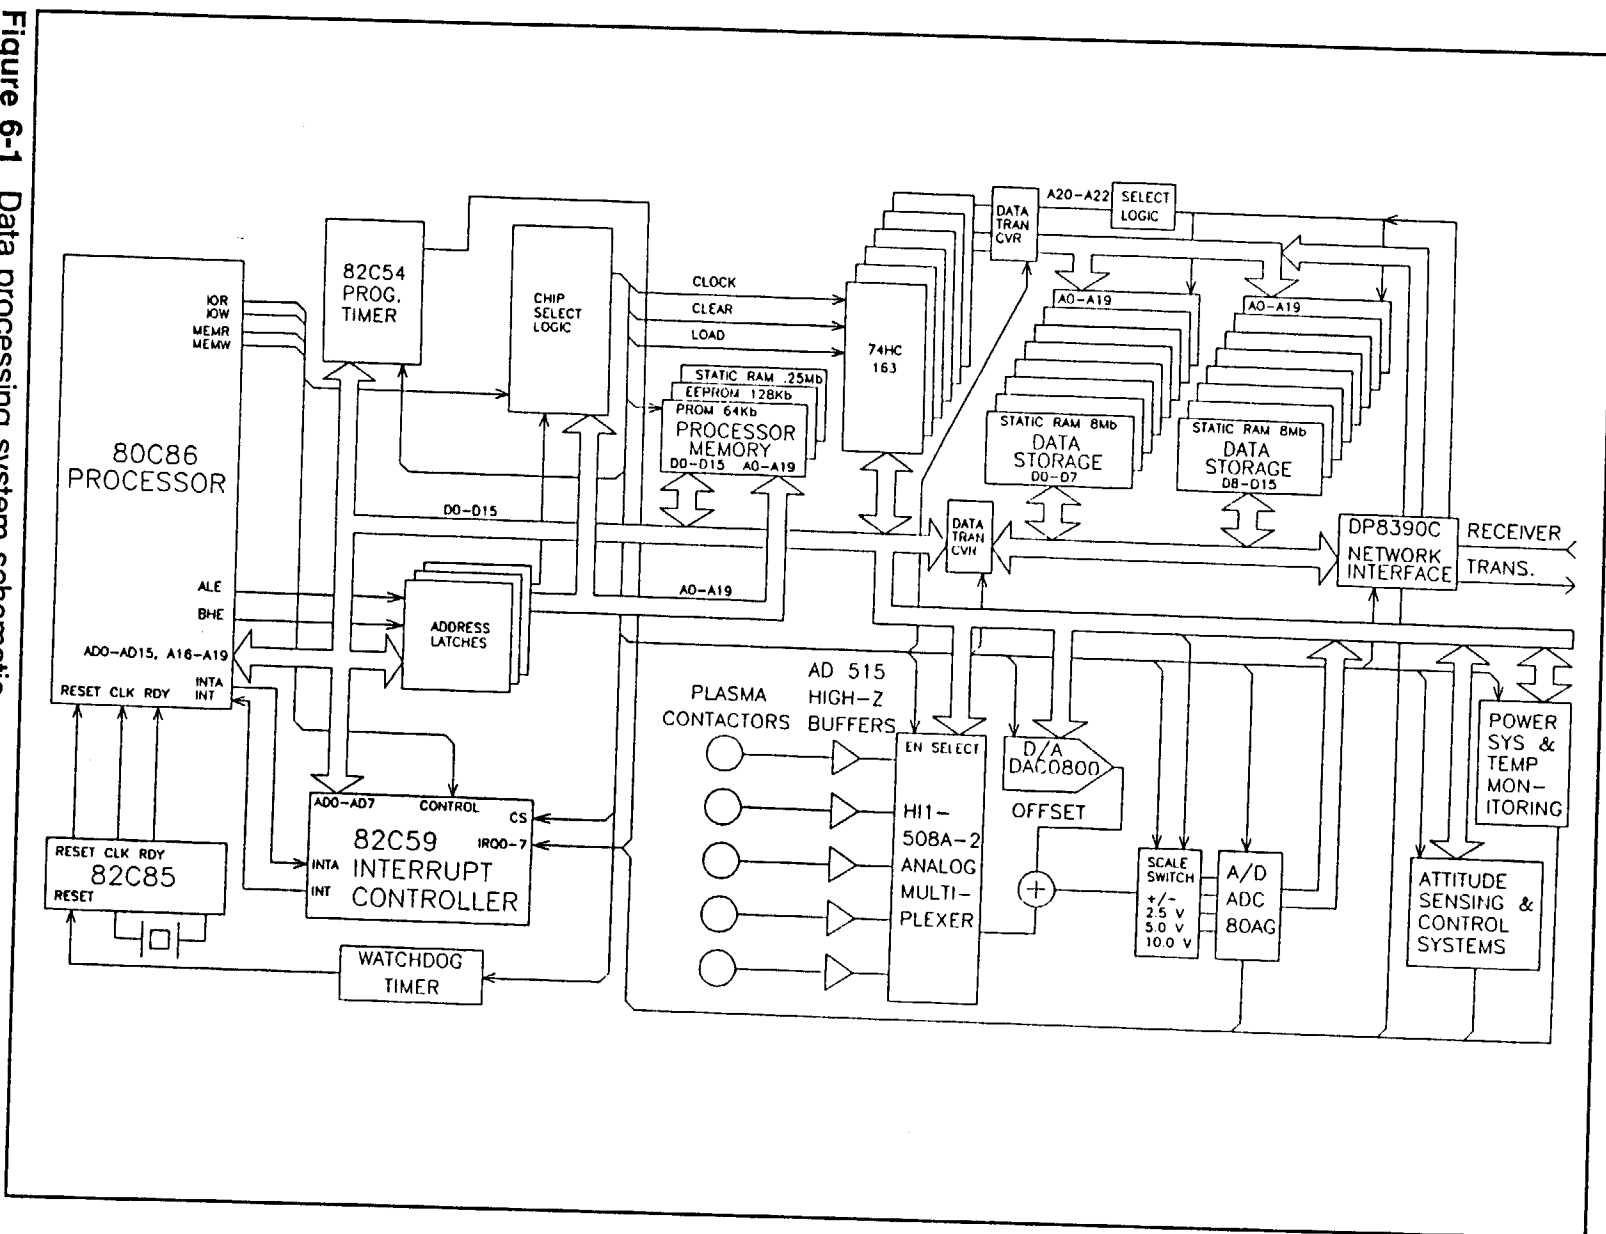 Figure 6-1 Data processing system schematic
80C86
PROCESSOR
IOR
IOW
MEMR
MEMW
ALE
BHE
AD0-AD15, A16-A19
INTA
INT
RESET CLK RDY
82C54
PROG.
TIMER
CHIP
SELECT
LOGIC
CLOCK
CLEAR
LOAD
STATIC RAM .25Mb
EEPROM 128Kb
PROM 64Kb
PROCESSOR
MEMORY
D0-D15 A0-A19
74HC
163
DATA
TRAN
CVR
A20-A22
SELECT
LOGIC
A0-A19
STATIC RAM 8Mb
DATA
STORAGE
D0-D7
A0-A19
STATIC RAM 8Mb
DATA
STORAGE
D8-D15
D0-D15
DATA
TRAN
CVR
DP8390C
NETWORK
INTERFACE
RECEIVER
TRANS.
ADDRESS
LATCHES
A0-A19
PLASMA
CONTACTORS
AD 515
HIGH-Z
BUFFERS
EN SELECT
HI1-
508A-2
ANALOG
MULTI-
PLEXER
D/A
DAC0800
OFFSET
+
SCALE
SWITCH
+/-
2.5 V
5.0 V
10.0 V
A/D
ADC
80AG
POWER
SYS &
TEMP
MON-
ITORING
ATTITUDE
SENSING &
CONTROL
SYSTEMS
AD0-AD7
CONTROL
CS
IR00-7
82C59
INTERRUPT
CONTROLLER
INTA
INT
RESET CLK RDY
82C85
RESET
WATCHDOG
TIMER